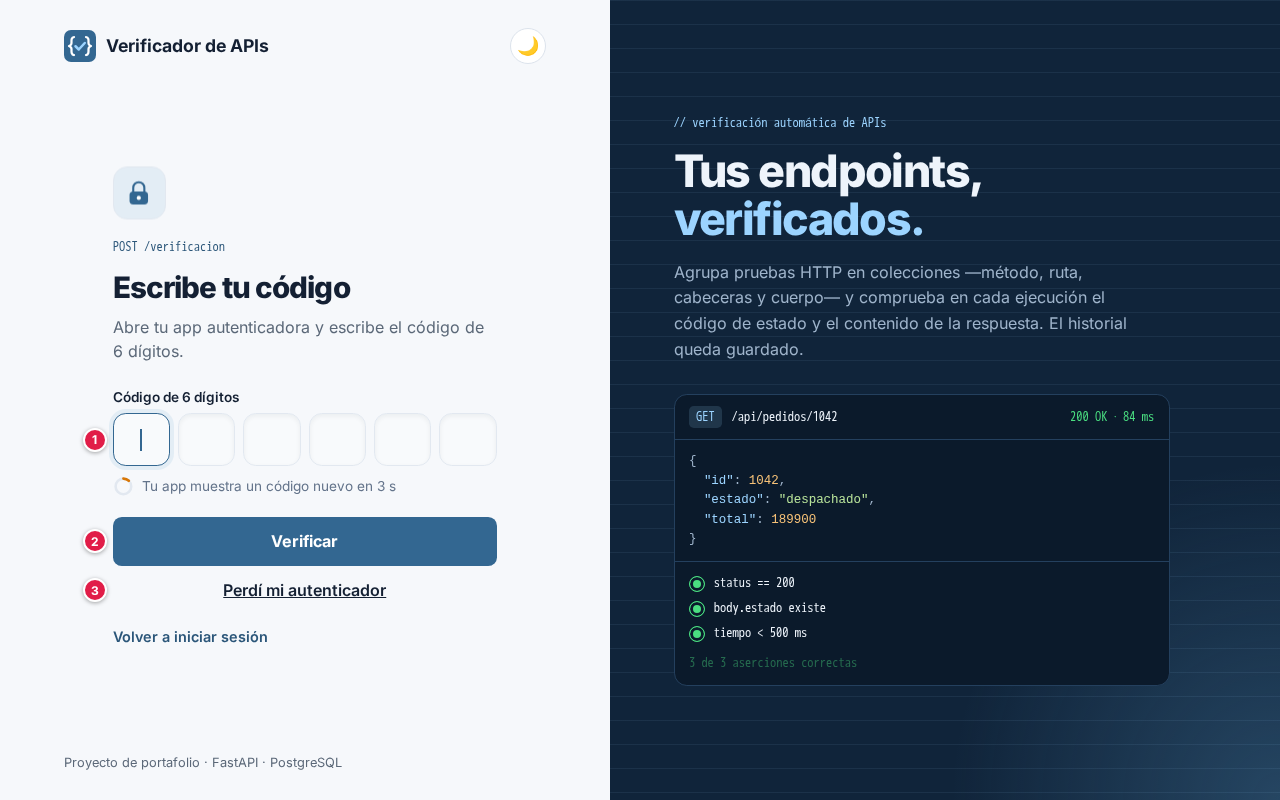 Verificador de APIs
POST /verificacion
Escribe tu código
Abre tu app autenticadora y escribe el código de
6 dígitos.
Código de 6 dígitos
1
Tu app muestra un código nuevo en 3 s
2 Verificar
3 Perdí mi autenticador
Volver a iniciar sesión
Proyecto de portafolio · FastAPI · PostgreSQL
// verificación automática de APIs
Tus endpoints,
verificados.
Agrupa pruebas HTTP en colecciones —método, ruta,
cabeceras y cuerpo— y comprueba en cada ejecución el
código de estado y el contenido de la respuesta. El historial
queda guardado.
GET /api/pedidos/1042 200 OK · 84 ms
{
"id": 1042,
"estado": "despachado",
"total": 189900
}
status == 200
body.estado existe
tiempo < 500 ms
3 de 3 aserciones correctas